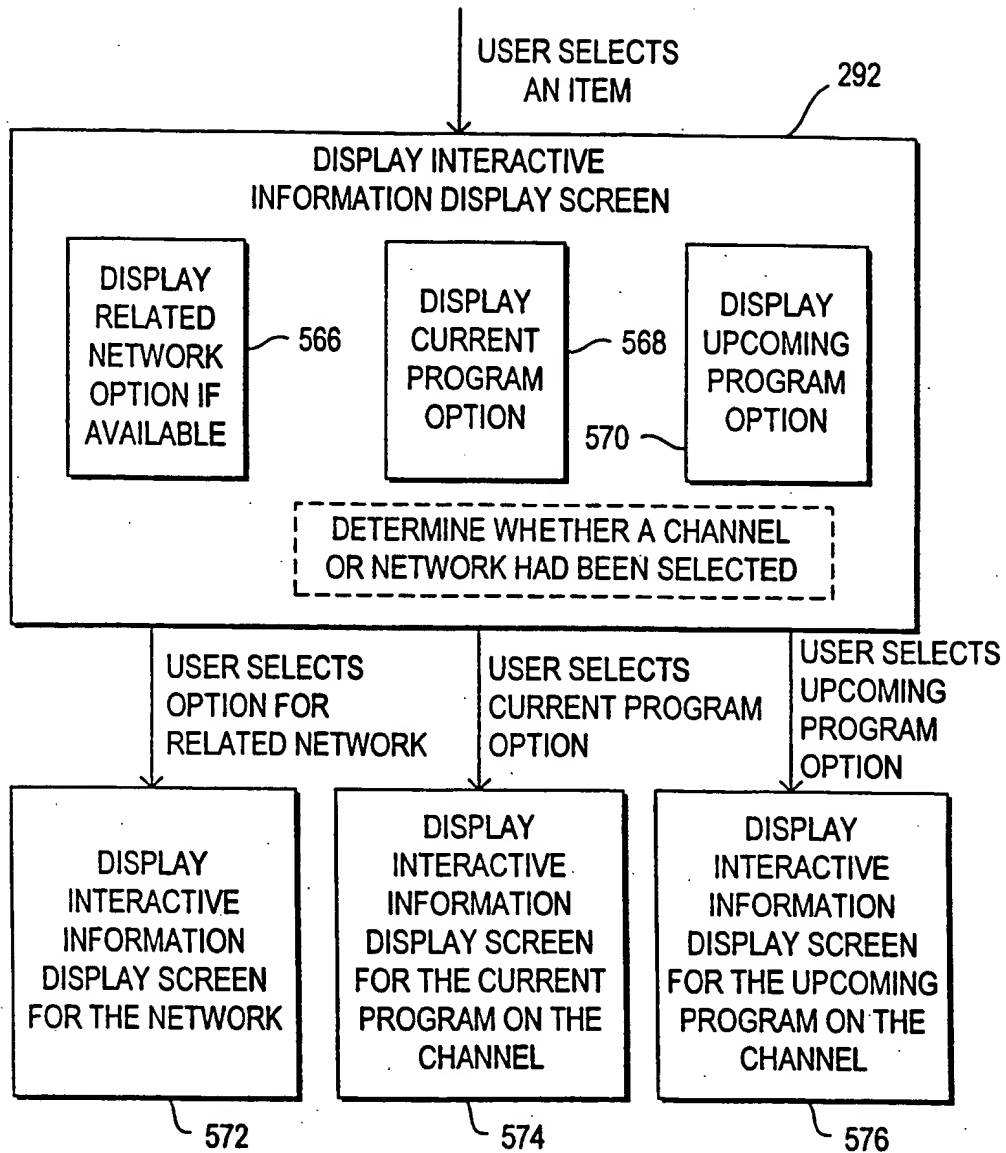 USER SELECTS
AN ITEM
292
DISPLAY INTERACTIVE
INFORMATION DISPLAY SCREEN
DISPLAY
RELATED
NETWORK
OPTION IF
AVAILABLE
566
DISPLAY
CURRENT
PROGRAM
OPTION
568
DISPLAY
UPCOMING
PROGRAM
OPTION
570
DETERMINE WHETHER A CHANNEL
OR NETWORK HAD BEEN SELECTED
USER SELECTS
OPTION FOR
RELATED NETWORK
USER SELECTS
CURRENT PROGRAM
OPTION
USER SELECTS
UPCOMING
PROGRAM
OPTION
DISPLAY
INTERACTIVE
INFORMATION
DISPLAY SCREEN
FOR THE NETWORK
572
DISPLAY
INTERACTIVE
INFORMATION
DISPLAY SCREEN
FOR THE CURRENT
PROGRAM ON THE
CHANNEL
574
DISPLAY
INTERACTIVE
INFORMATION
DISPLAY SCREEN
FOR THE UPCOMING
PROGRAM ON THE
CHANNEL
576